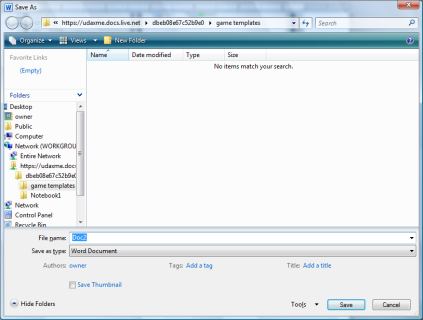 Save As
« https://udaxme.docs.live.net ▸ dbeb08e67c52b9e0 ▸ game templates
Search
Organize Views New Folder
Favorite Links
(Empty)
Name Date modified Type Size
No items match your search.
Folders
Desktop
owner
Public
Computer
Network (WORKGROU
Entire Network
https://udaxme.docs
dbeb08e67c52b9e0
game templates
Notebook1
Network
Control Panel
Recycle Bin
File name: Doc2
Save as type: Word Document
Authors: owner Tags: Add a tag Title: Add a title
Save Thumbnail
Hide Folders Tools Save Cancel